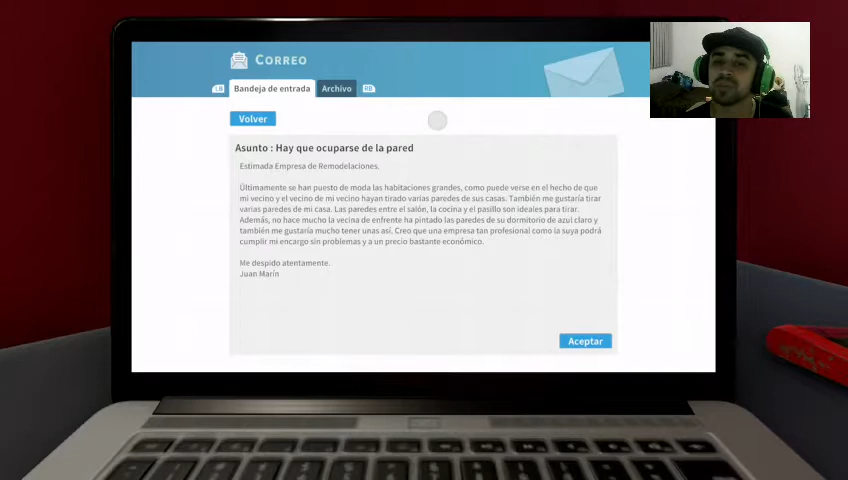 CORREO
LB Bandeja de entrada Archivo RB
Volver
Asunto : Hay que ocuparse de la pared
Estimada Empresa de Remodelaciones.
Últimamente se han puesto de moda las habitaciones grandes, como puede verse en el hecho de que
mi vecino y el vecino de mi vecino hayan tirado varias paredes de sus casas. También me gustaría tirar
varias paredes de mi casa. Las paredes entre el salón, la cocina y el pasillo son ideales para tirar.
Además, no hace mucho la vecina de enfrente ha pintado las paredes de su dormitorio de azul claro y
también me gustaría mucho tener unas así. Creo que una empresa tan profesional como la suya podrá
cumplir mi encargo sin problemas y a un precio bastante económico.
Me despido atentamente.
Juan Marín
Aceptar